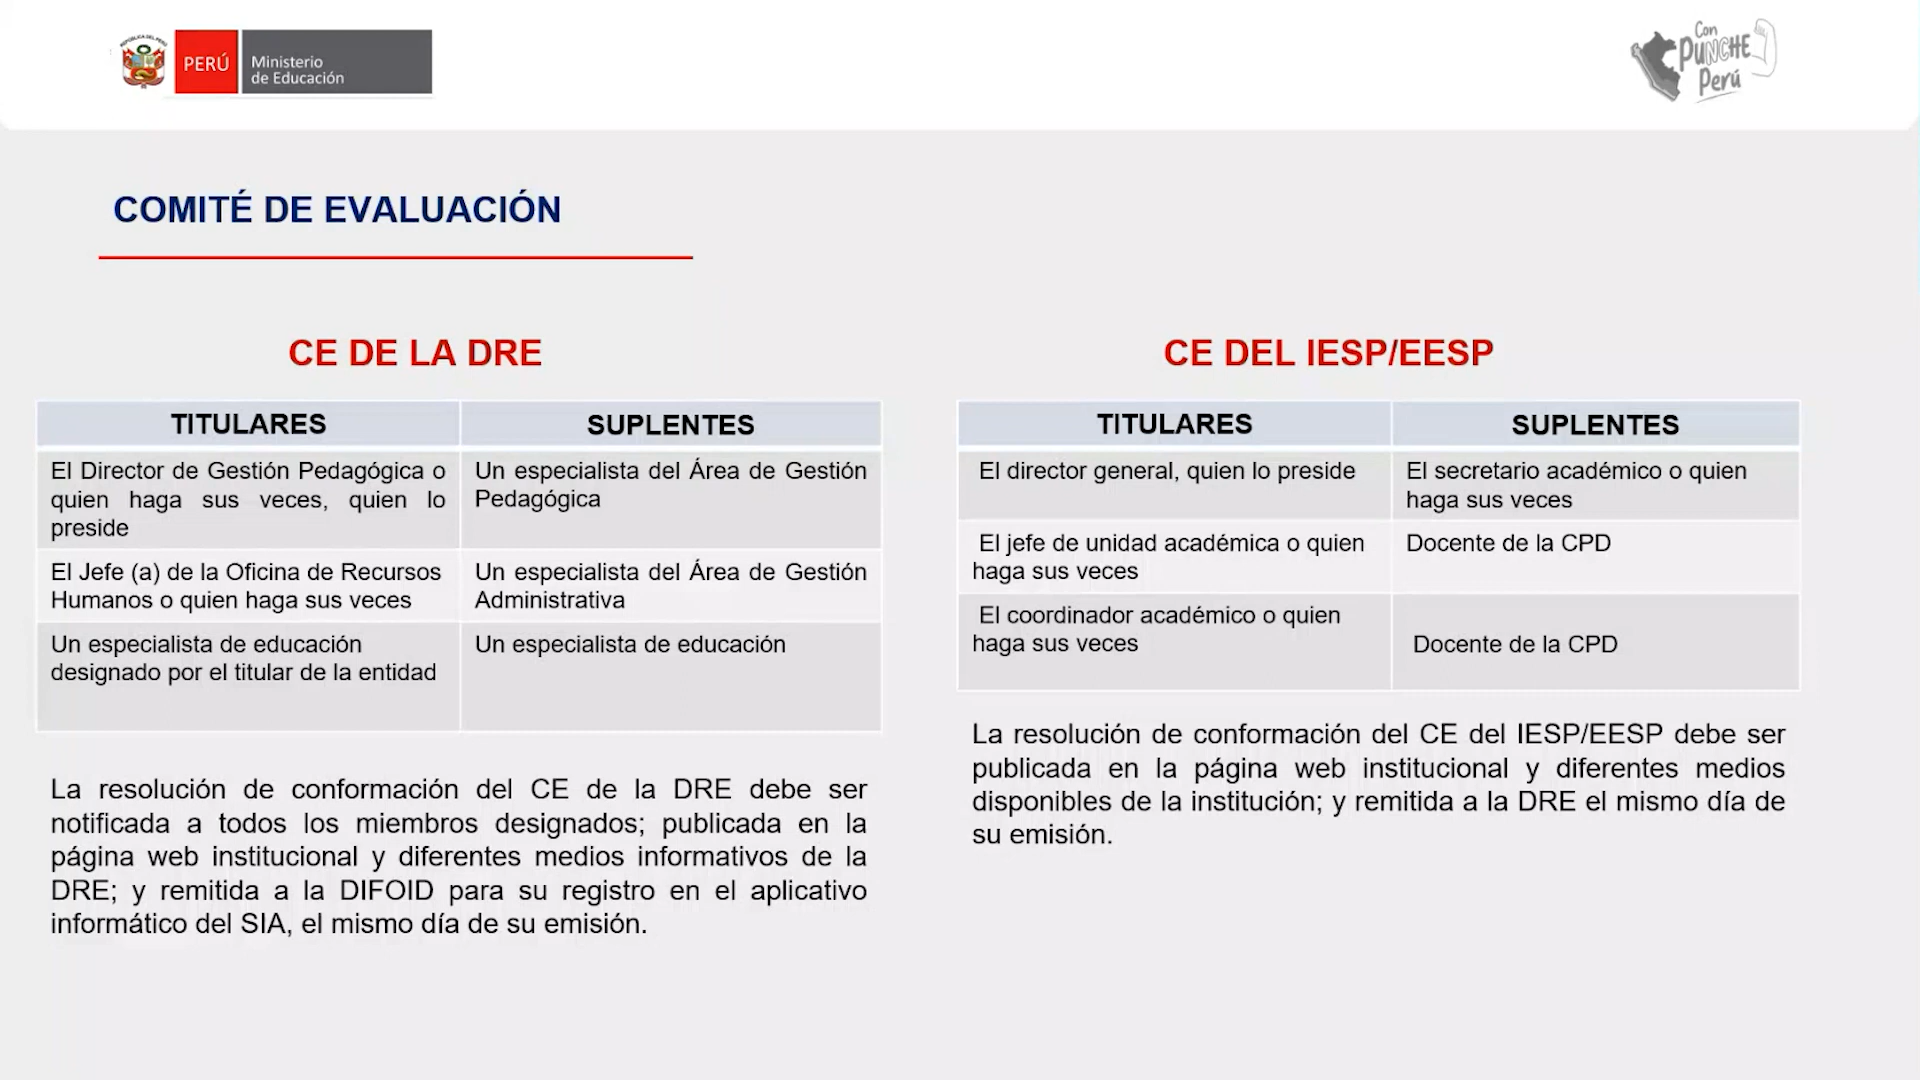 REPÚBLICA DEL PERÚ
PERÚ
Ministerio
de Educación
Con
PUNCHE
Perú
COMITÉ DE EVALUACIÓN
CE DE LA DRE
TITULARES
SUPLENTES
El Director de Gestión Pedagógica o
quien haga sus veces, quien lo
preside
Un especialista del Área de Gestión
Pedagógica
El Jefe (a) de la Oficina de Recursos
Humanos o quien haga sus veces
Un especialista del Área de Gestión
Administrativa
Un especialista de educación
designado por el titular de la entidad
Un especialista de educación
La resolución de conformación del CE de la DRE debe ser
notificada a todos los miembros designados; publicada en la
página web institucional y diferentes medios informativos de la
DRE; y remitida a la DIFOID para su registro en el aplicativo
informático del SIA, el mismo día de su emisión.
CE DEL IESP/EESP
TITULARES
SUPLENTES
El director general, quien lo preside
El secretario académico o quien
haga sus veces
El jefe de unidad académica o quien
haga sus veces
Docente de la CPD
El coordinador académico o quien
haga sus veces
Docente de la CPD
La resolución de conformación del CE del IESP/EESP debe ser
publicada en la página web institucional y diferentes medios
disponibles de la institución; y remitida a la DRE el mismo día de
su emisión.